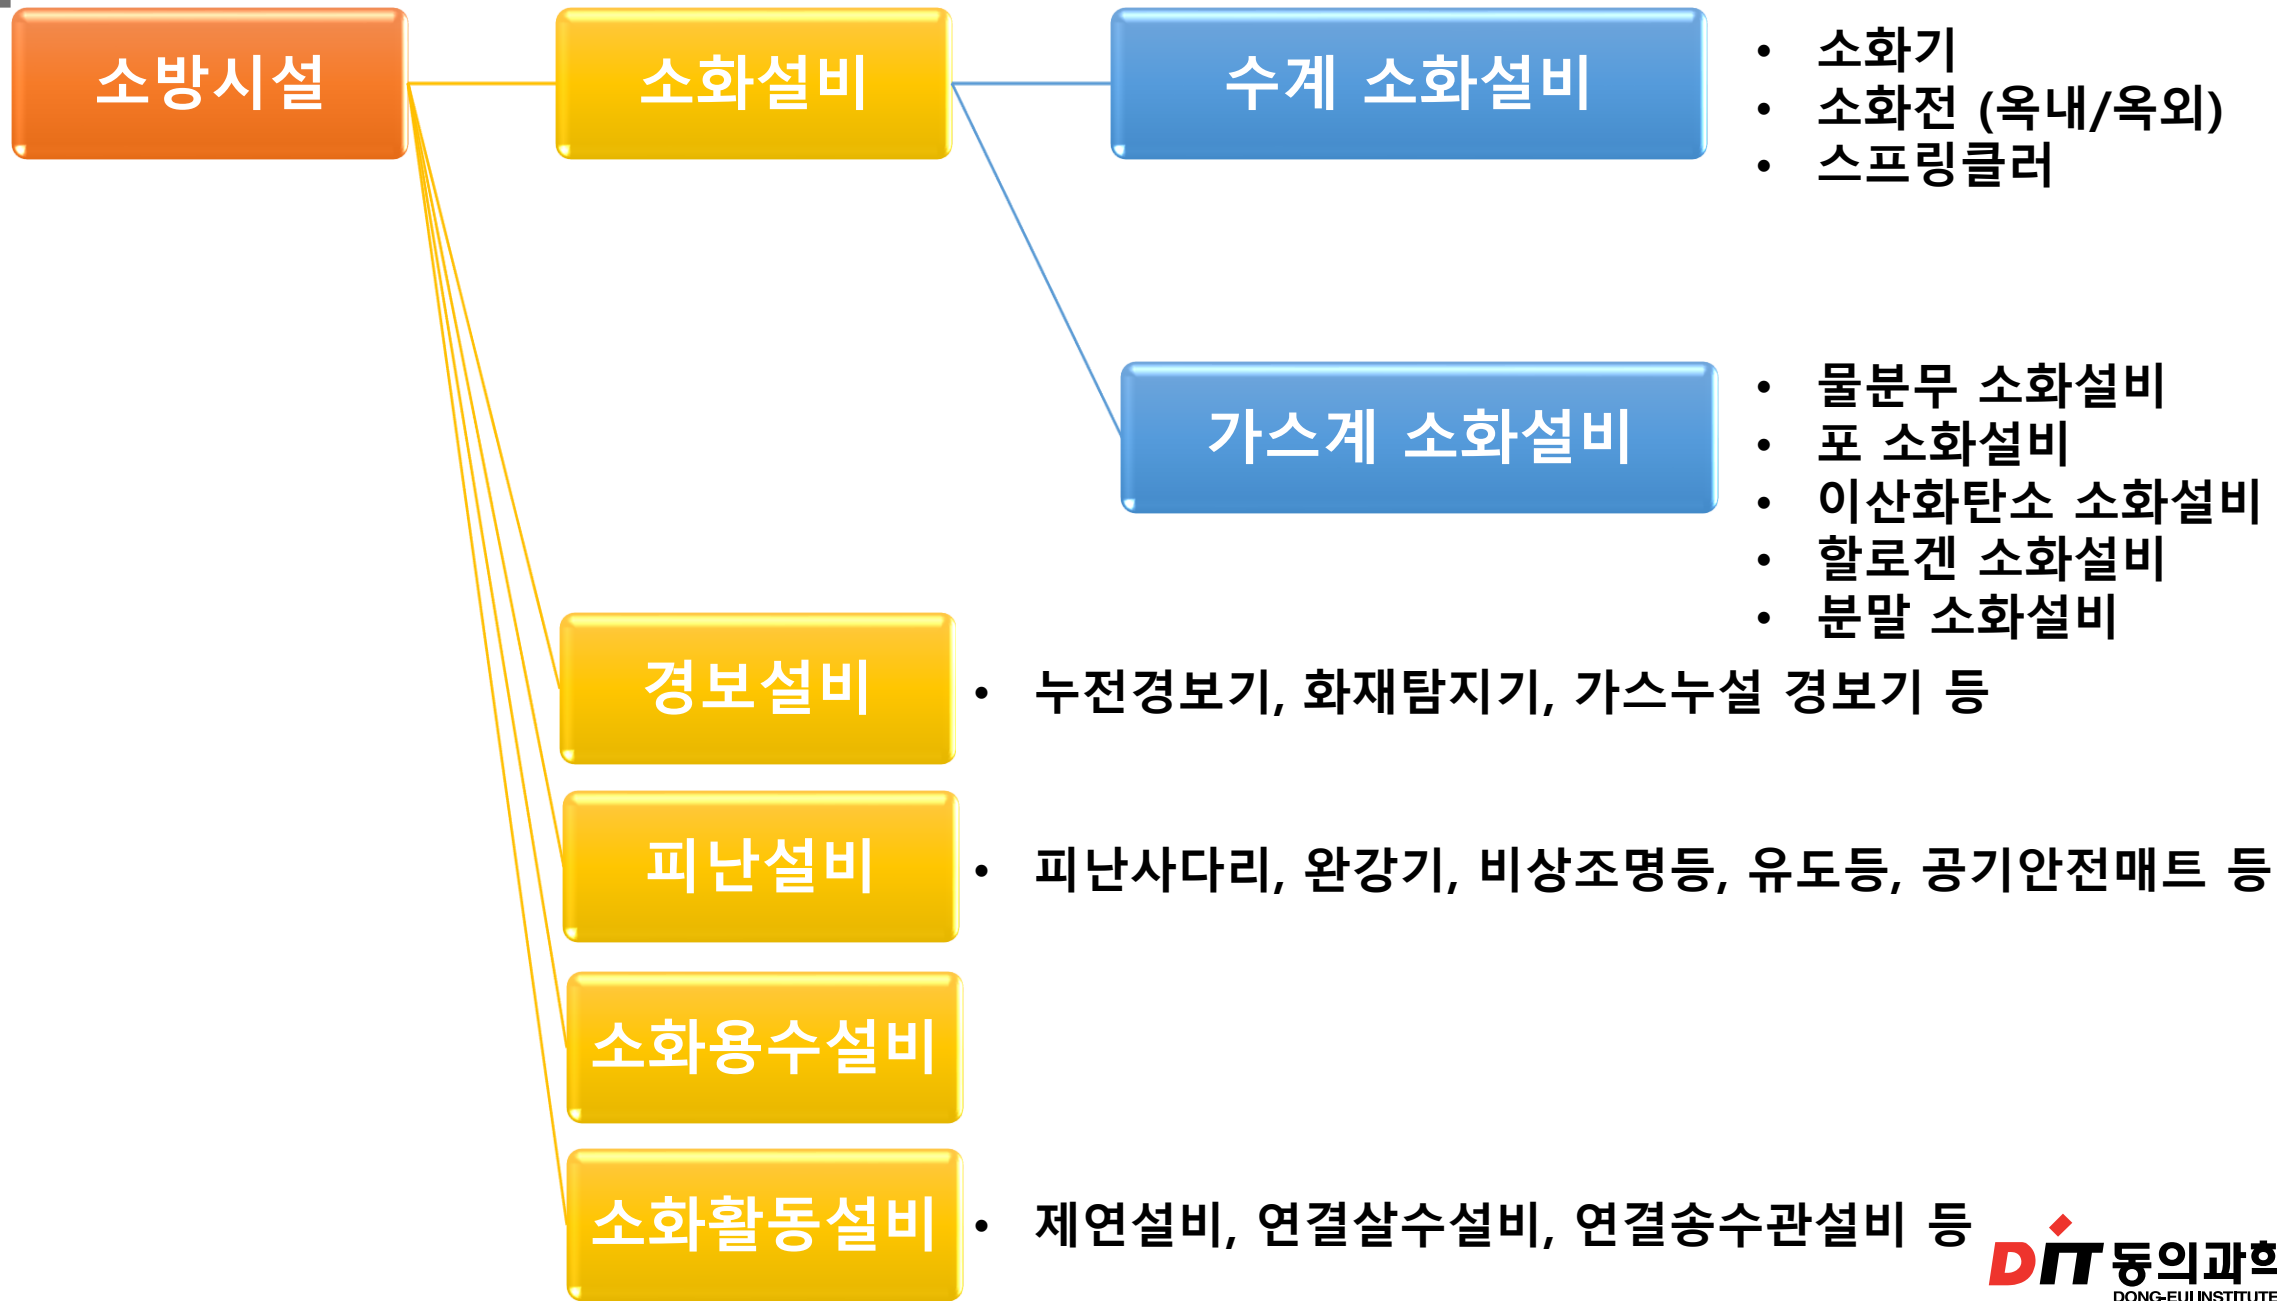 소방시설
소화설비
수계 소화설비
• 소화기
• 소화전 (옥내/옥외)
• 스프링클러
가스계 소화설비
• 물분무 소화설비
• 포 소화설비
• 이산화탄소 소화설비
• 할로겐 소화설비
• 분말 소화설비
경보설비
• 누전경보기, 화재탐지기, 가스누설 경보기 등
피난설비
• 피난사다리, 완강기, 비상조명등, 유도등, 공기안전매트 등
소화용수설비
소화활동설비
• 제연설비, 연결살수설비, 연결송수관설비 등
DIT 동의과학
DONG-EUI INSTITUTE